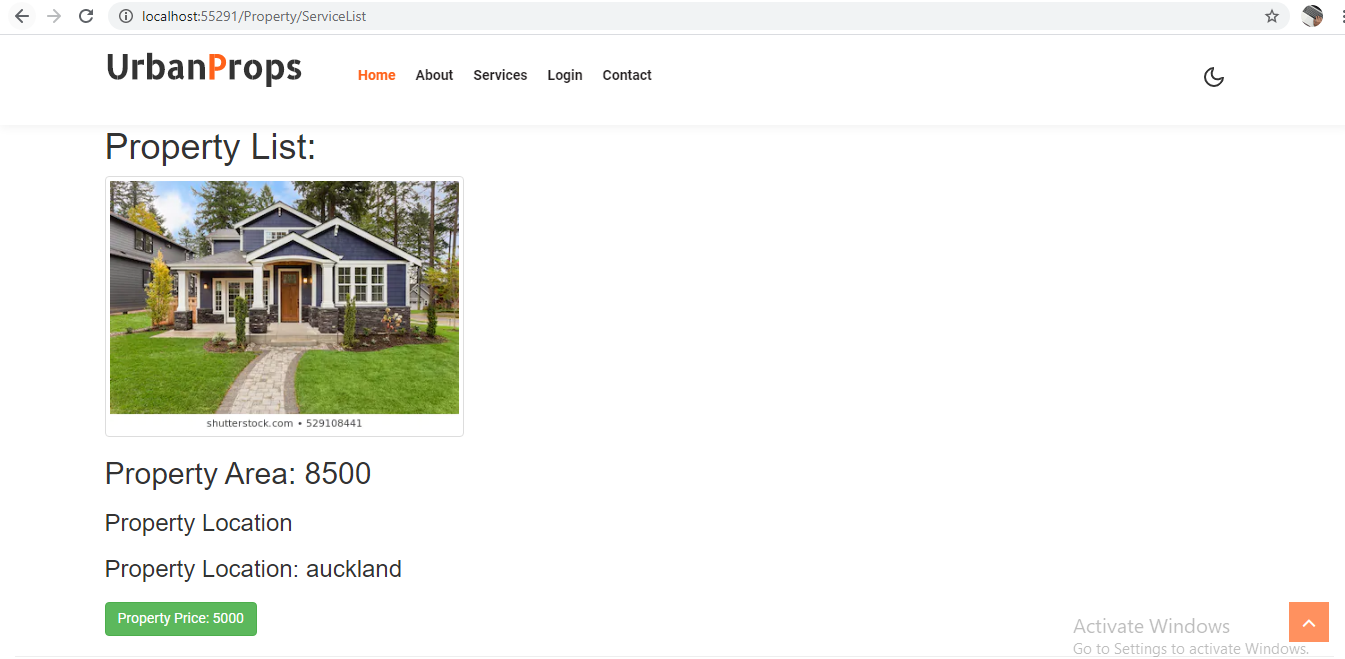 localhost:55291/Property/ServiceList
UrbanProps
Home About Services Login Contact
Property List:
shutterstock.com • 529108441
Property Area: 8500
Property Location
Property Location: auckland
Property Price: 5000
Activate Windows
Go to Settings to activate Windows.